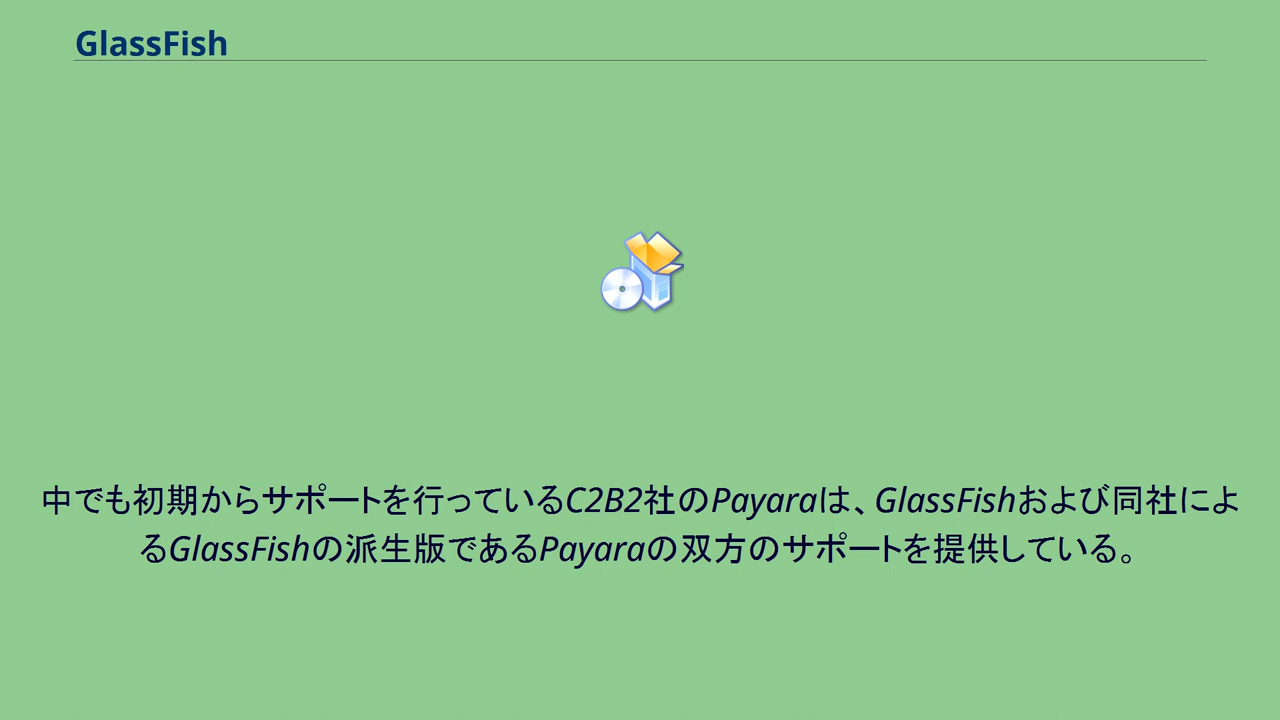 GlassFish
中でも初期からサポートを行っているC2B2社のPayaraは、GlassFishおよび同社によ
るGlassFishの派生版であるPayaraの双方のサポートを提供している。